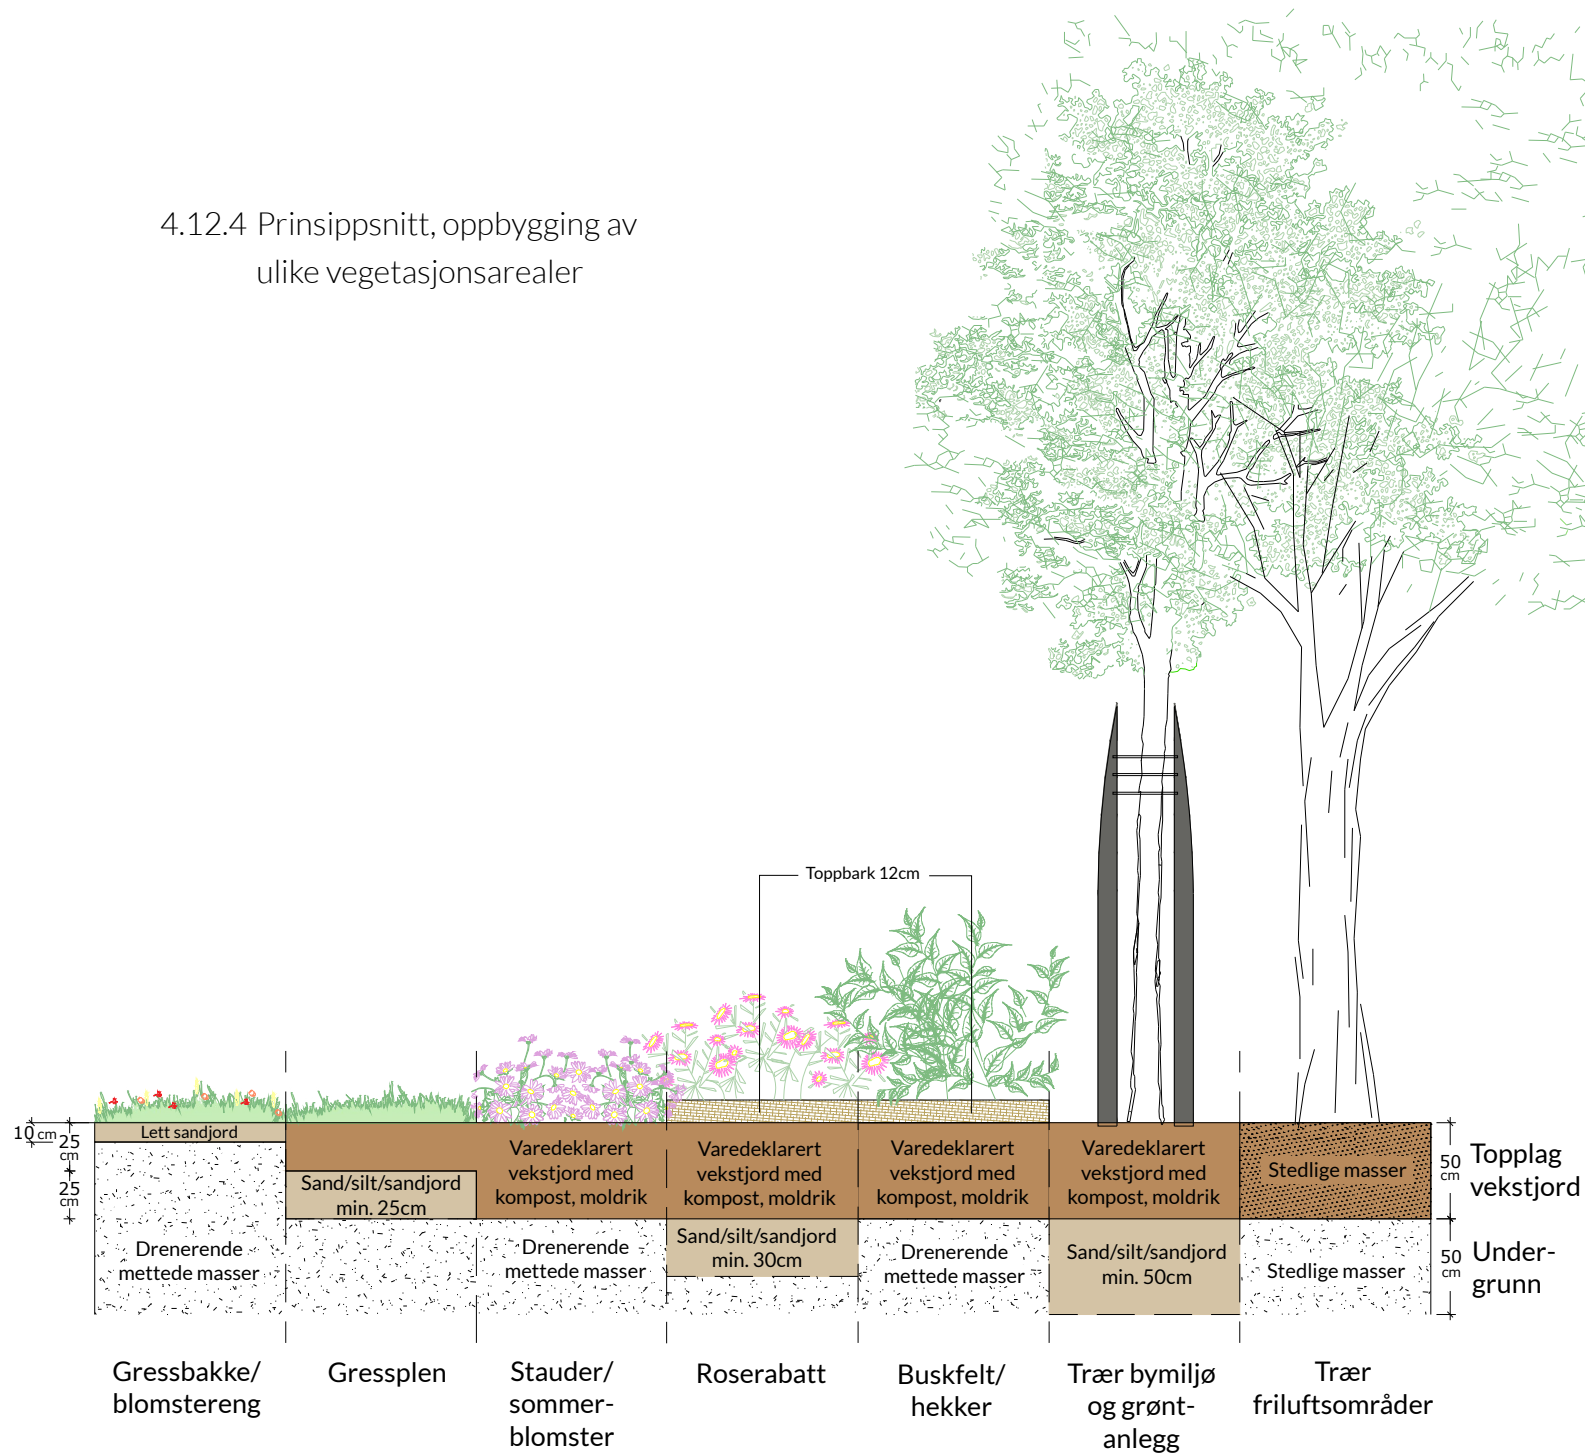 4.12.4 Prinsippsnitt, oppbygging av
ulike vegetasjonsarealer
Toppbark 12cm
10 cm
25
cm
25
cm
Lett sandjord
Drenerende
mettede masser
Sand/silt/sandjord
min. 25cm
Varedeklarert
vekstjord med
kompost, moldrik
Drenerende
mettede masser
Varedeklarert
vekstjord med
kompost, moldrik
Sand/silt/sandjord
min. 30cm
Varedeklarert
vekstjord med
kompost, moldrik
Drenerende
mettede masser
Varedeklarert
vekstjord med
kompost, moldrik
Sand/silt/sandjord
min. 50cm
Stedlige masser
Stedlige masser
50
cm
Topplag
vekstjord
50
cm
Under-
grunn
Gressbakke/
blomstereng
Gressplen
Stauder/
sommer-
blomster
Roserabatt
Buskfelt/
hekker
Trær bymiljø
og grønt-
anlegg
Trær
friluftsområder